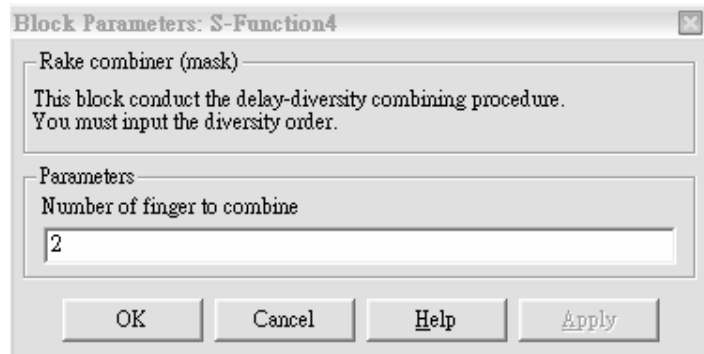 Block Parameters: S-Function4
Rake combiner (mask)
This block conduct the delay-diversity combining procedure.
You must input the diversity order.
Parameters
Number of finger to combine
2
OK Cancel Help Apply